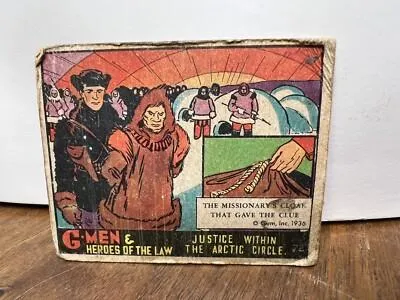 THE MISSIONARY'S CLOAK
THAT GAVE THE CLUE
© Gum, Inc. 1936
G-MEN &
HEROES OF THE LAW
JUSTICE WITHIN
THE ARCTIC CIRCLE.